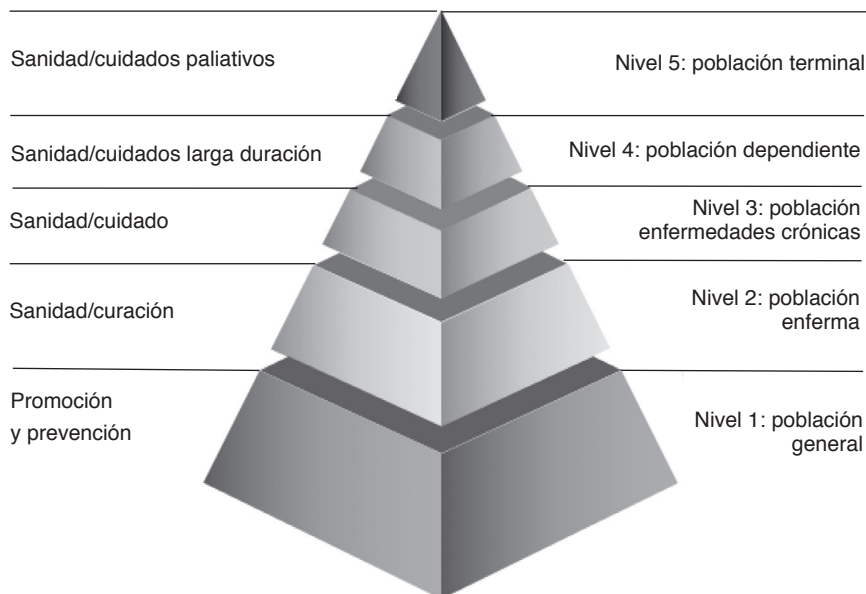 Sanidad/cuidados paliativos
Nivel 5: población terminal
Sanidad/cuidados larga duración
Nivel 4: población dependiente
Sanidad/cuidado
Nivel 3: población
enfermedades crónicas
Sanidad/curación
Nivel 2: población
enferma
Promoción
y prevención
Nivel 1: población
general